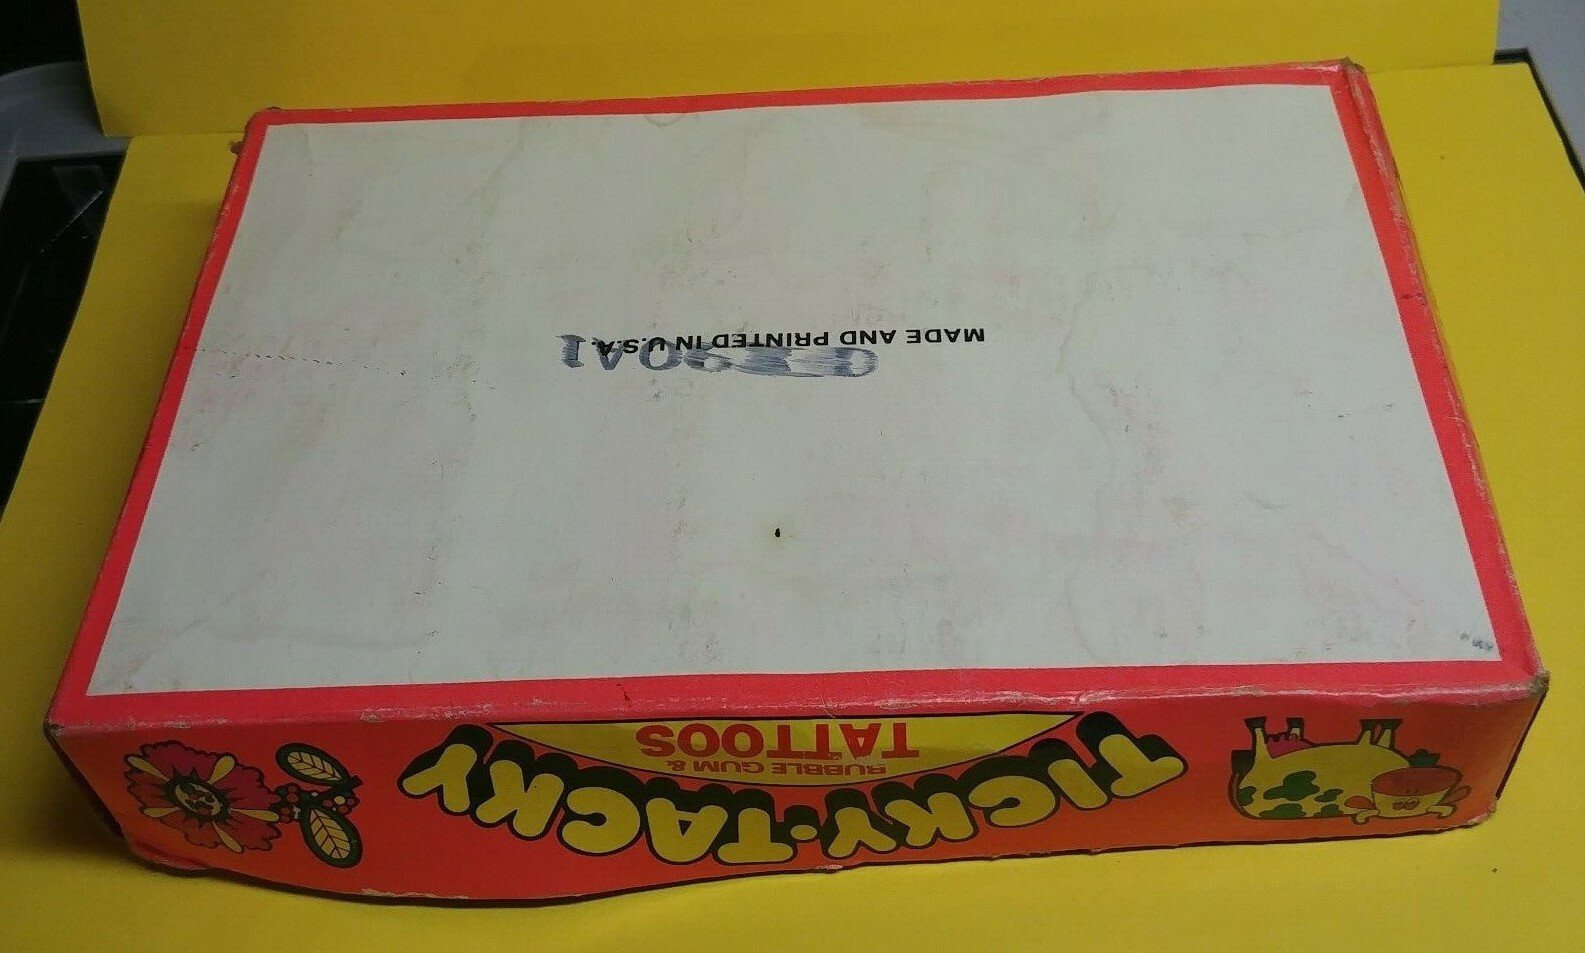 MADE AND PRINTED IN U.S.A.
TICKY-TACKY
BUBBLE GUM &
TATTOOS